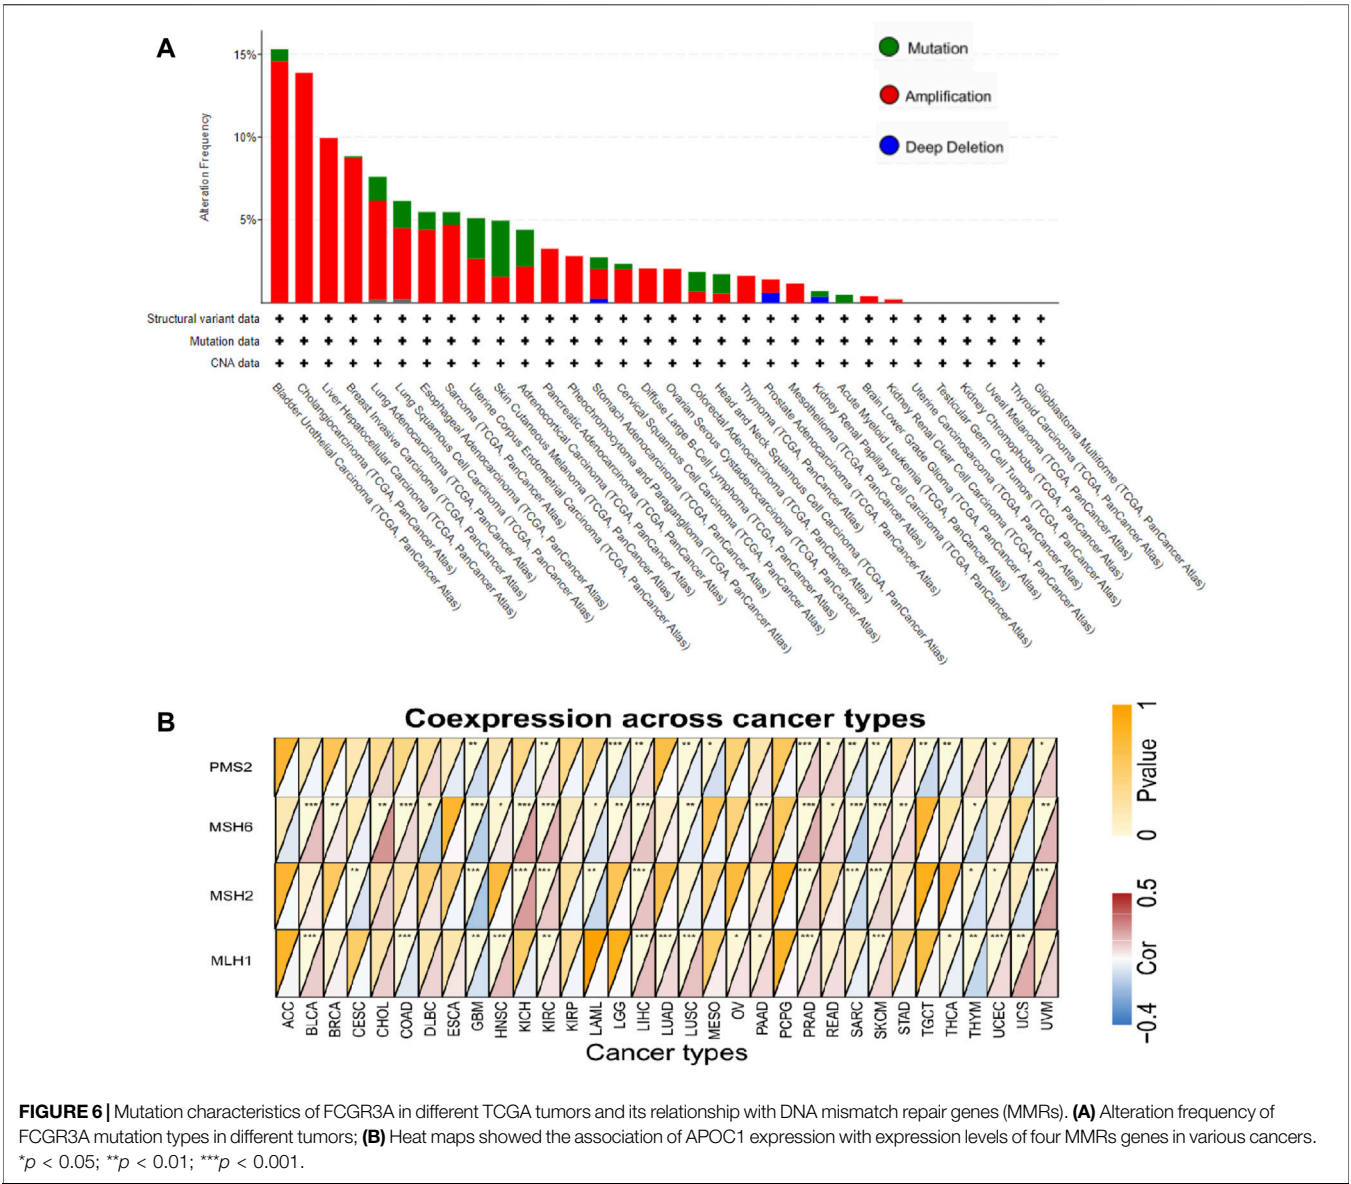 A
Mutation
Amplification
Deep Deletion
15%
10%
5%
Alteration Frequency
Structural variant data
Mutation data
CNA data
Bladder Urothelial Carcinoma (TCGA, PanCancer Atlas)
Cholangiocarcinoma (TCGA, PanCancer Atlas)
Liver Hepatocellular Carcinoma (TCGA, PanCancer Atlas)
Breast Invasive Carcinoma (TCGA, PanCancer Atlas)
Lung Adenocarcinoma (TCGA, PanCancer Atlas)
Lung Squamous Cell Carcinoma (TCGA, PanCancer Atlas)
Esophageal Adenocarcinoma (TCGA, PanCancer Atlas)
Sarcoma (TCGA, PanCancer Atlas)
Uterine Corpus Endometrial Carcinoma (TCGA, PanCancer Atlas)
Skin Cutaneous Melanoma (TCGA, PanCancer Atlas)
Adrenocortical Carcinoma (TCGA, PanCancer Atlas)
Pancreatic Adenocarcinoma (TCGA, PanCancer Atlas)
Pheochromocytoma and Paraganglioma (TCGA, PanCancer Atlas)
Stomach Adenocarcinoma (TCGA, PanCancer Atlas)
Cervical Squamous Cell Carcinoma (TCGA, PanCancer Atlas)
Diffuse Large B-Cell Lymphoma (TCGA, PanCancer Atlas)
Ovarian Serous Cystadenocarcinoma (TCGA, PanCancer Atlas)
Colorectal Adenocarcinoma (TCGA, PanCancer Atlas)
Head and Neck Squamous Cell Carcinoma (TCGA, PanCancer Atlas)
Thymoma (TCGA, PanCancer Atlas)
Prostate Adenocarcinoma (TCGA, PanCancer Atlas)
Mesothelioma (TCGA, PanCancer Atlas)
Kidney Renal Papillary Cell Carcinoma (TCGA, PanCancer Atlas)
Acute Myeloid Leukemia (TCGA, PanCancer Atlas)
Brain Lower Grade Glioma (TCGA, PanCancer Atlas)
Kidney Renal Clear Cell Carcinoma (TCGA, PanCancer Atlas)
Uterine Carcinosarcoma (TCGA, PanCancer Atlas)
Testicular Germ Cell Tumors (TCGA, PanCancer Atlas)
Kidney Chromophobe (TCGA, PanCancer Atlas)
Uveal Melanoma (TCGA, PanCancer Atlas)
Thyroid Carcinoma (TCGA, PanCancer Atlas)
Glioblastoma Multiforme (TCGA, PanCancer Atlas)
B
Coexpression across cancer types
PMS2
MSH6
MSH2
MLH1
ACC BLCA BRCA CESC CHOL COAD DLBC ESCA GBM HNSC KICH KIRC KIRP LAML LGG LIHC LUAD LUSC MESO OV PAAD PCPG PRAD READ SARC SKCM STAD TGCT THCA THYM UCEC UCS UVM
Cancer types
0 Pvalue 1
−0.4 Cor 0.5
FIGURE 6 | Mutation characteristics of FCGR3A in different TCGA tumors and its relationship with DNA mismatch repair genes (MMRs). (A) Alteration frequency of
FCGR3A mutation types in different tumors; (B) Heat maps showed the association of APOC1 expression with expression levels of four MMRs genes in various cancers.
*p < 0.05; **p < 0.01; ***p < 0.001.